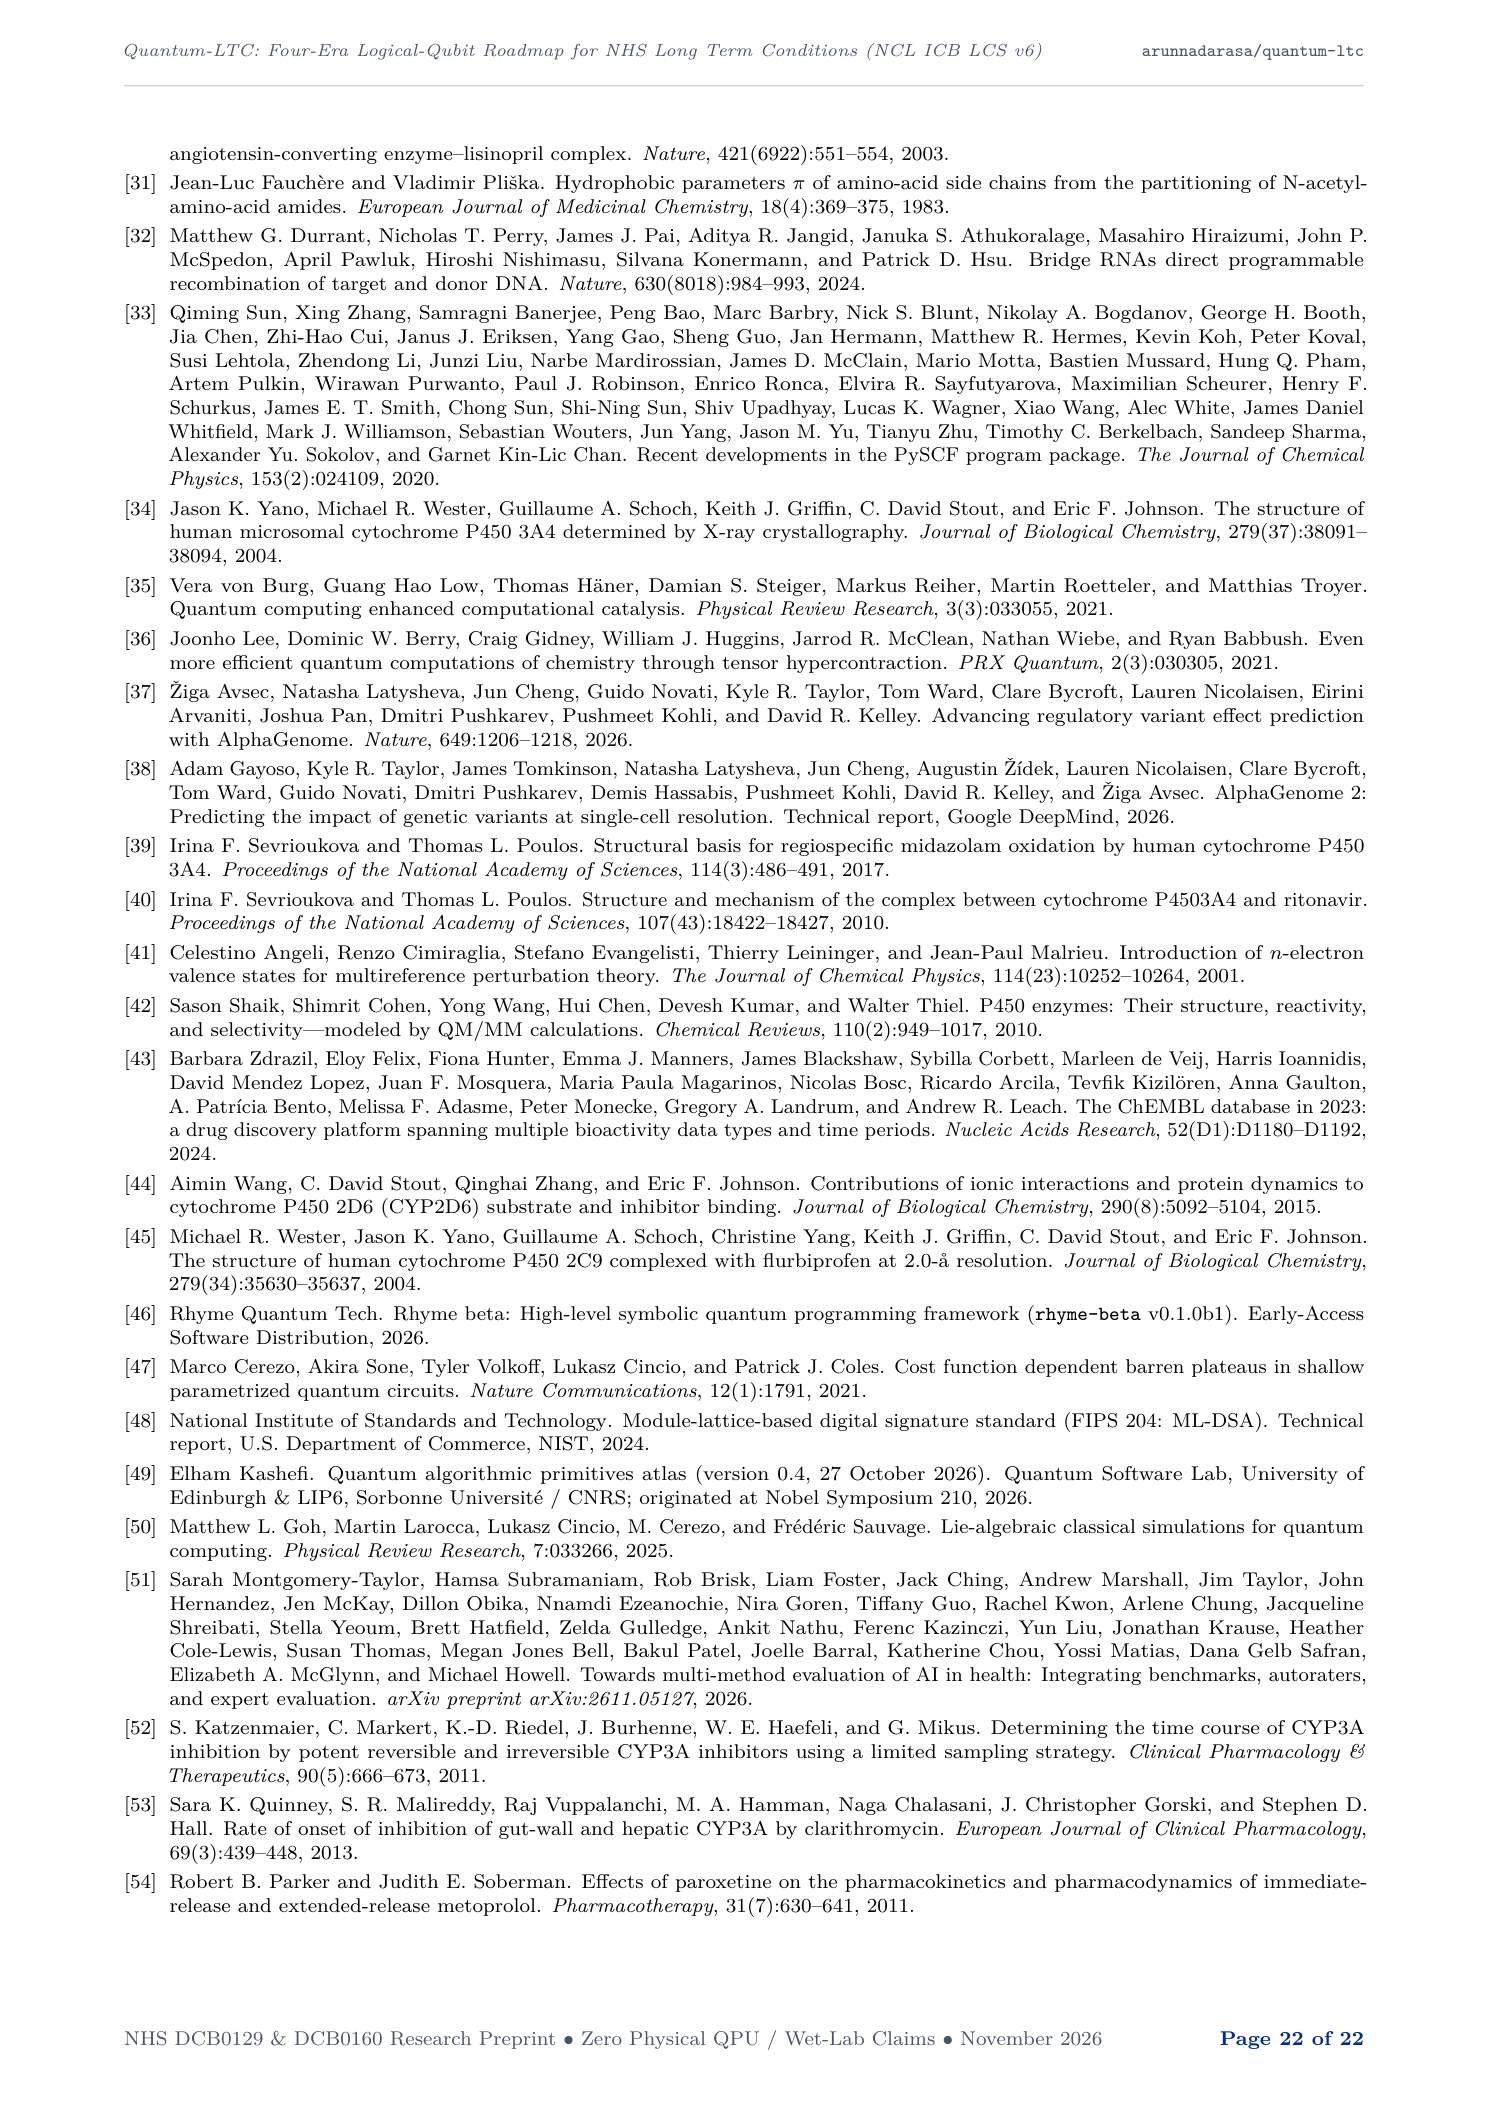 Quantum-LTC: Four-Era Logical-Qubit Roadmap for NHS Long Term Conditions (NCL ICB LCS v6) arunnadarasa/quantum-ltc
angiotensin-converting enzyme–lisinopril complex. Nature, 421(6922):551–554, 2003.
[31] Jean-Luc Fauchère and Vladimir Pliška. Hydrophobic parameters π of amino-acid side chains from the partitioning of N-acetyl-
amino-acid amides. European Journal of Medicinal Chemistry, 18(4):369–375, 1983.
[32] Matthew G. Durrant, Nicholas T. Perry, James J. Pai, Aditya R. Jangid, Januka S. Athukoralage, Masahiro Hiraizumi, John P.
McSpedon, April Pawluk, Hiroshi Nishimasu, Silvana Konermann, and Patrick D. Hsu. Bridge RNAs direct programmable
recombination of target and donor DNA. Nature, 630(8018):984–993, 2024.
[33] Qiming Sun, Xing Zhang, Samragni Banerjee, Peng Bao, Marc Barbry, Nick S. Blunt, Nikolay A. Bogdanov, George H. Booth,
Jia Chen, Zhi-Hao Cui, Janus J. Eriksen, Yang Gao, Sheng Guo, Jan Hermann, Matthew R. Hermes, Kevin Koh, Peter Koval,
Susi Lehtola, Zhendong Li, Junzi Liu, Narbe Mardirossian, James D. McClain, Mario Motta, Bastien Mussard, Hung Q. Pham,
Artem Pulkin, Wirawan Purwanto, Paul J. Robinson, Enrico Ronca, Elvira R. Sayfutyarova, Maximilian Scheurer, Henry F.
Schurkus, James E. T. Smith, Chong Sun, Shi-Ning Sun, Shiv Upadhyay, Lucas K. Wagner, Xiao Wang, Alec White, James Daniel
Whitfield, Mark J. Williamson, Sebastian Wouters, Jun Yang, Jason M. Yu, Tianyu Zhu, Timothy C. Berkelbach, Sandeep Sharma,
Alexander Yu. Sokolov, and Garnet Kin-Lic Chan. Recent developments in the PySCF program package. The Journal of Chemical
Physics, 153(2):024109, 2020.
[34] Jason K. Yano, Michael R. Wester, Guillaume A. Schoch, Keith J. Griffin, C. David Stout, and Eric F. Johnson. The structure of
human microsomal cytochrome P450 3A4 determined by X-ray crystallography. Journal of Biological Chemistry, 279(37):38091–
38094, 2004.
[35] Vera von Burg, Guang Hao Low, Thomas Häner, Damian S. Steiger, Markus Reiher, Martin Roetteler, and Matthias Troyer.
Quantum computing enhanced computational catalysis. Physical Review Research, 3(3):033055, 2021.
[36] Joonho Lee, Dominic W. Berry, Craig Gidney, William J. Huggins, Jarrod R. McClean, Nathan Wiebe, and Ryan Babbush. Even
more efficient quantum computations of chemistry through tensor hypercontraction. PRX Quantum, 2(3):030305, 2021.
[37] Žiga Avsec, Natasha Latysheva, Jun Cheng, Guido Novati, Kyle R. Taylor, Tom Ward, Clare Bycroft, Lauren Nicolaisen, Eirini
Arvaniti, Joshua Pan, Dmitri Pushkarev, Pushmeet Kohli, and David R. Kelley. Advancing regulatory variant effect prediction
with AlphaGenome. Nature, 649:1206–1218, 2026.
[38] Adam Gayoso, Kyle R. Taylor, James Tomkinson, Natasha Latysheva, Jun Cheng, Augustin Žídek, Lauren Nicolaisen, Clare Bycroft,
Tom Ward, Guido Novati, Dmitri Pushkarev, Demis Hassabis, Pushmeet Kohli, David R. Kelley, and Žiga Avsec. AlphaGenome 2:
Predicting the impact of genetic variants at single-cell resolution. Technical report, Google DeepMind, 2026.
[39] Irina F. Sevrioukova and Thomas L. Poulos. Structural basis for regiospecific midazolam oxidation by human cytochrome P450
3A4. Proceedings of the National Academy of Sciences, 114(3):486–491, 2017.
[40] Irina F. Sevrioukova and Thomas L. Poulos. Structure and mechanism of the complex between cytochrome P4503A4 and ritonavir.
Proceedings of the National Academy of Sciences, 107(43):18422–18427, 2010.
[41] Celestino Angeli, Renzo Cimiraglia, Stefano Evangelisti, Thierry Leininger, and Jean-Paul Malrieu. Introduction of n-electron
valence states for multireference perturbation theory. The Journal of Chemical Physics, 114(23):10252–10264, 2001.
[42] Sason Shaik, Shimrit Cohen, Yong Wang, Hui Chen, Devesh Kumar, and Walter Thiel. P450 enzymes: Their structure, reactivity,
and selectivity—modeled by QM/MM calculations. Chemical Reviews, 110(2):949–1017, 2010.
[43] Barbara Zdrazil, Eloy Felix, Fiona Hunter, Emma J. Manners, James Blackshaw, Sybilla Corbett, Marleen de Veij, Harris Ioannidis,
David Mendez Lopez, Juan F. Mosquera, Maria Paula Magarinos, Nicolas Bosc, Ricardo Arcila, Tevfik Kizilören, Anna Gaulton,
A. Patrícia Bento, Melissa F. Adasme, Peter Monecke, Gregory A. Landrum, and Andrew R. Leach. The ChEMBL database in 2023:
a drug discovery platform spanning multiple bioactivity data types and time periods. Nucleic Acids Research, 52(D1):D1180–D1192,
2024.
[44] Aimin Wang, C. David Stout, Qinghai Zhang, and Eric F. Johnson. Contributions of ionic interactions and protein dynamics to
cytochrome P450 2D6 (CYP2D6) substrate and inhibitor binding. Journal of Biological Chemistry, 290(8):5092–5104, 2015.
[45] Michael R. Wester, Jason K. Yano, Guillaume A. Schoch, Christine Yang, Keith J. Griffin, C. David Stout, and Eric F. Johnson.
The structure of human cytochrome P450 2C9 complexed with flurbiprofen at 2.0-å resolution. Journal of Biological Chemistry,
279(34):35630–35637, 2004.
[46] Rhyme Quantum Tech. Rhyme beta: High-level symbolic quantum programming framework (rhyme-beta v0.1.0b1). Early-Access
Software Distribution, 2026.
[47] Marco Cerezo, Akira Sone, Tyler Volkoff, Lukasz Cincio, and Patrick J. Coles. Cost function dependent barren plateaus in shallow
parametrized quantum circuits. Nature Communications, 12(1):1791, 2021.
[48] National Institute of Standards and Technology. Module-lattice-based digital signature standard (FIPS 204: ML-DSA). Technical
report, U.S. Department of Commerce, NIST, 2024.
[49] Elham Kashefi. Quantum algorithmic primitives atlas (version 0.4, 27 October 2026). Quantum Software Lab, University of
Edinburgh & LIP6, Sorbonne Université / CNRS; originated at Nobel Symposium 210, 2026.
[50] Matthew L. Goh, Martin Larocca, Lukasz Cincio, M. Cerezo, and Frédéric Sauvage. Lie-algebraic classical simulations for quantum
computing. Physical Review Research, 7:033266, 2025.
[51] Sarah Montgomery-Taylor, Hamsa Subramaniam, Rob Brisk, Liam Foster, Jack Ching, Andrew Marshall, Jim Taylor, John
Hernandez, Jen McKay, Dillon Obika, Nnamdi Ezeanochie, Nira Goren, Tiffany Guo, Rachel Kwon, Arlene Chung, Jacqueline
Shreibati, Stella Yeoum, Brett Hatfield, Zelda Gulledge, Ankit Nathu, Ferenc Kazinczi, Yun Liu, Jonathan Krause, Heather
Cole-Lewis, Susan Thomas, Megan Jones Bell, Bakul Patel, Joelle Barral, Katherine Chou, Yossi Matias, Dana Gelb Safran,
Elizabeth A. McGlynn, and Michael Howell. Towards multi-method evaluation of AI in health: Integrating benchmarks, autoraters,
and expert evaluation. arXiv preprint arXiv:2611.05127, 2026.
[52] S. Katzenmaier, C. Markert, K.-D. Riedel, J. Burhenne, W. E. Haefeli, and G. Mikus. Determining the time course of CYP3A
inhibition by potent reversible and irreversible CYP3A inhibitors using a limited sampling strategy. Clinical Pharmacology &
Therapeutics, 90(5):666–673, 2011.
[53] Sara K. Quinney, S. R. Malireddy, Raj Vuppalanchi, M. A. Hamman, Naga Chalasani, J. Christopher Gorski, and Stephen D.
Hall. Rate of onset of inhibition of gut-wall and hepatic CYP3A by clarithromycin. European Journal of Clinical Pharmacology,
69(3):439–448, 2013.
[54] Robert B. Parker and Judith E. Soberman. Effects of paroxetine on the pharmacokinetics and pharmacodynamics of immediate-
release and extended-release metoprolol. Pharmacotherapy, 31(7):630–641, 2011.
NHS DCB0129 & DCB0160 Research Preprint • Zero Physical QPU / Wet-Lab Claims • November 2026 Page 22 of 22